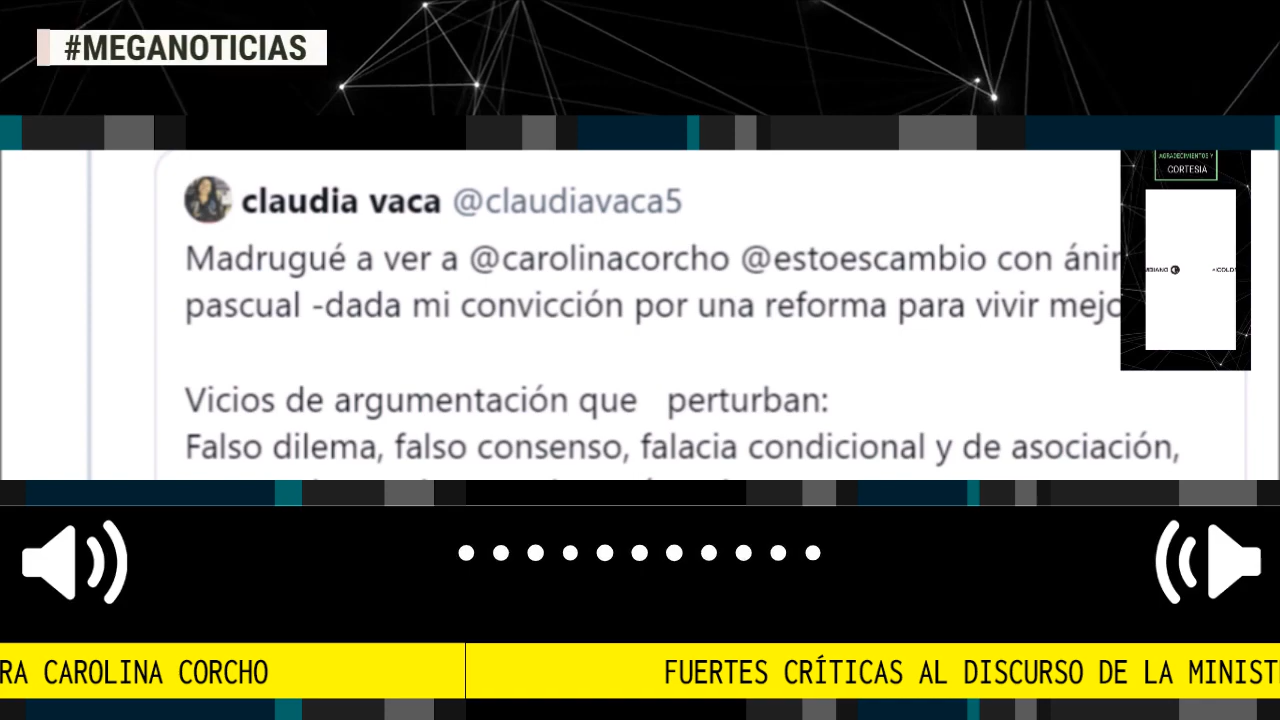 #MEGANOTICIAS
AGRADECIMIENTOS Y
CORTESIA
claudia vaca @claudiavaca5
Madrugué a ver a @carolinacorcho @estoescambio con
pascual -dada mi convicción por una reforma para vivir
Vicios de argumentación que perturban:
Falso dilema, falso consenso, falacia condicional y de asociación,
RA CAROLINA CORCHO
FUERTES CRÍTICAS AL DISCURSO DE LA MINIST